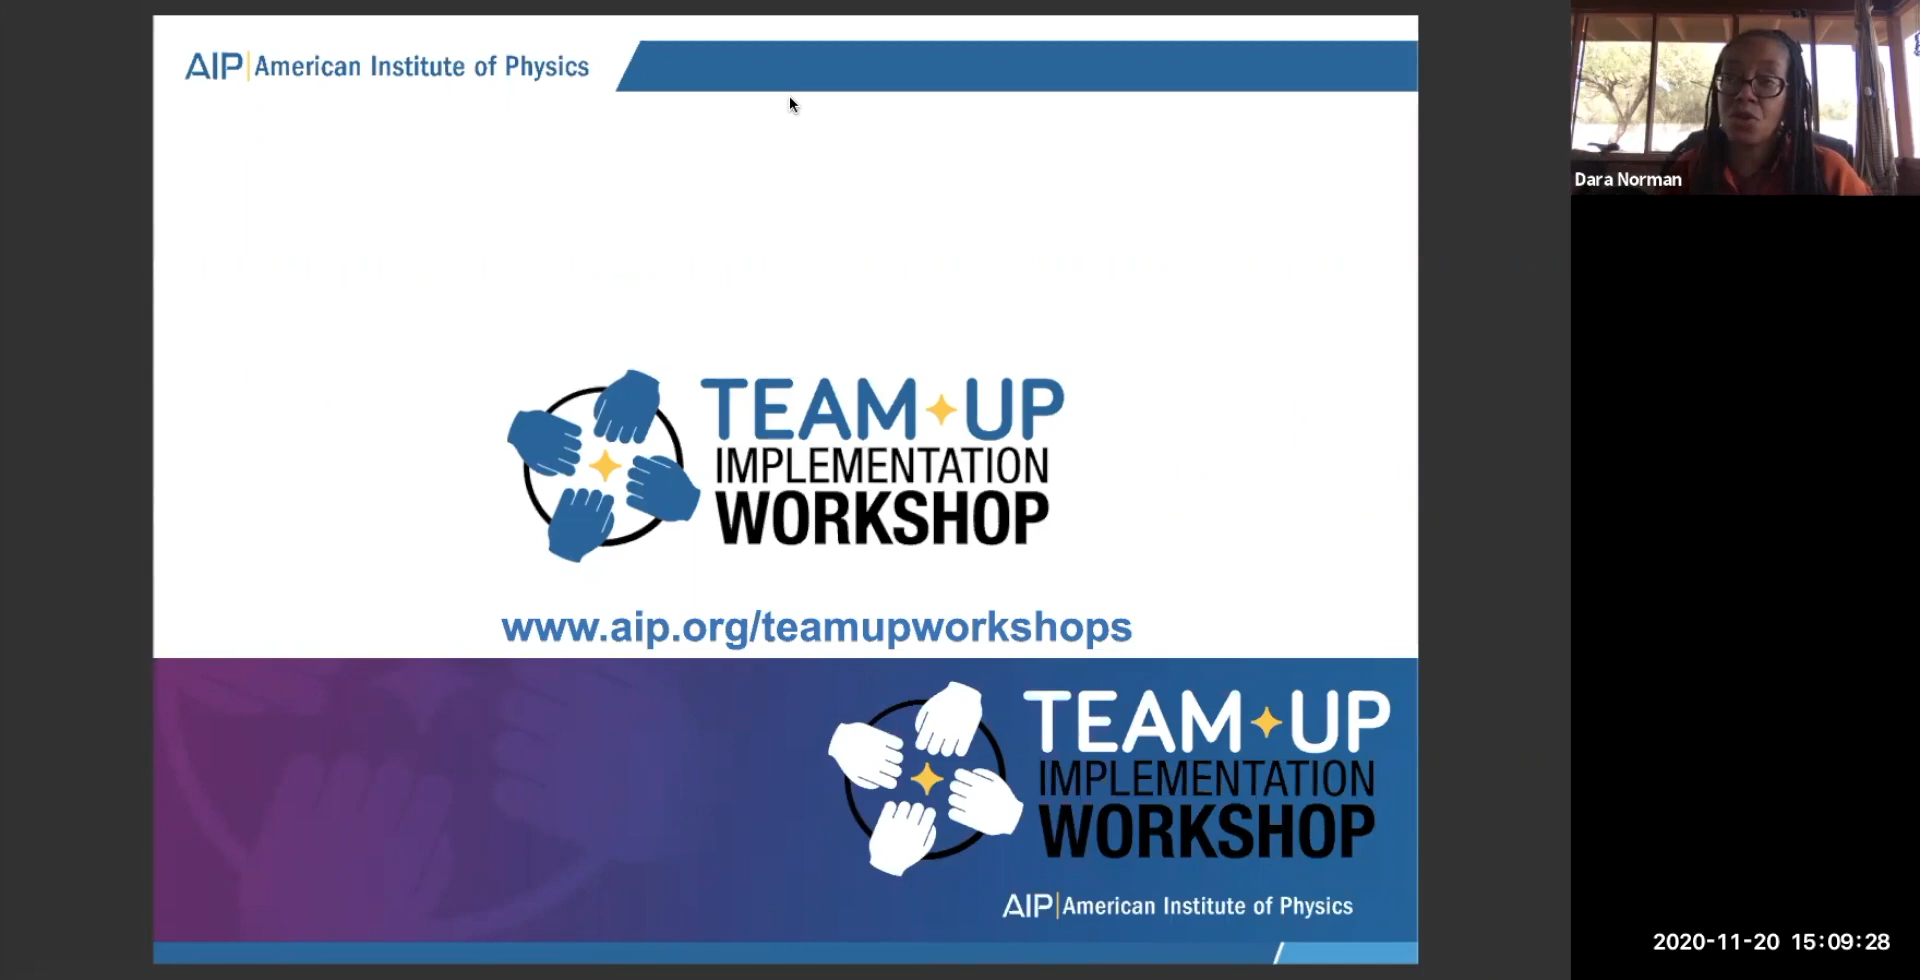 AIP|American Institute of Physics
TEAM UP
IMPLEMENTATION
WORKSHOP
www.aip.org/teamupworkshops
TEAM UP
IMPLEMENTATION
WORKSHOP
AIP|American Institute of Physics
Dara Norman
2020-11-20 15:09:28